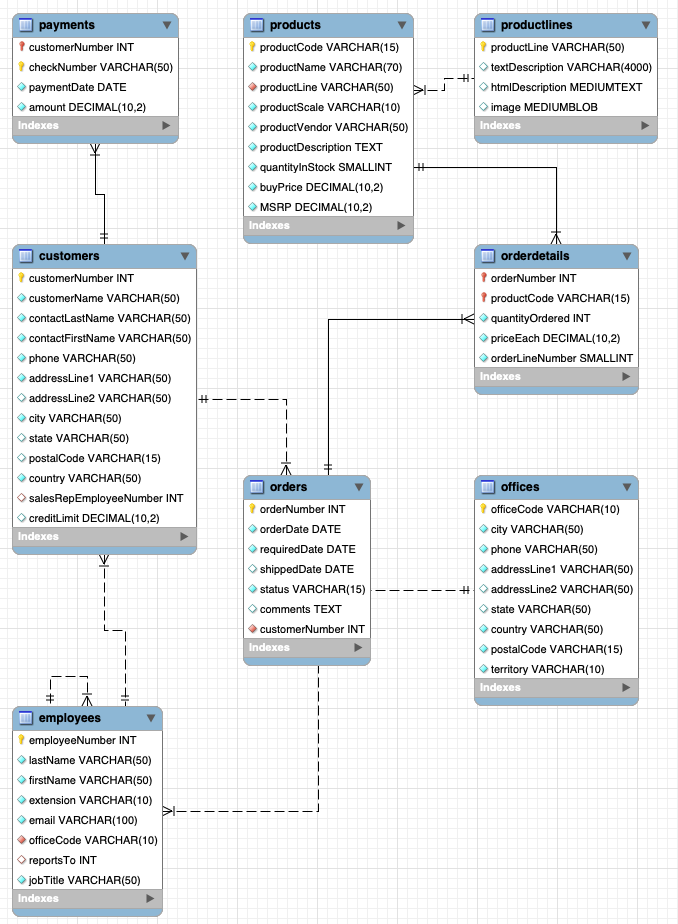 payments
customerNumber INT
checkNumber VARCHAR(50)
paymentDate DATE
amount DECIMAL(10,2)
Indexes
products
productCode VARCHAR(15)
productName VARCHAR(70)
productLine VARCHAR(50)
productScale VARCHAR(10)
productVendor VARCHAR(50)
productDescription TEXT
quantityInStock SMALLINT
buyPrice DECIMAL(10,2)
MSRP DECIMAL(10,2)
Indexes
productlines
productLine VARCHAR(50)
textDescription VARCHAR(4000)
htmlDescription MEDIUMTEXT
image MEDIUMBLOB
Indexes
customers
customerNumber INT
customerName VARCHAR(50)
contactLastName VARCHAR(50)
contactFirstName VARCHAR(50)
phone VARCHAR(50)
addressLine1 VARCHAR(50)
addressLine2 VARCHAR(50)
city VARCHAR(50)
state VARCHAR(50)
postalCode VARCHAR(15)
country VARCHAR(50)
salesRepEmployeeNumber INT
creditLimit DECIMAL(10,2)
Indexes
orderdetails
orderNumber INT
productCode VARCHAR(15)
quantityOrdered INT
priceEach DECIMAL(10,2)
orderLineNumber SMALLINT
Indexes
orders
orderNumber INT
orderDate DATE
requiredDate DATE
shippedDate DATE
status VARCHAR(15)
comments TEXT
customerNumber INT
Indexes
offices
officeCode VARCHAR(10)
city VARCHAR(50)
phone VARCHAR(50)
addressLine1 VARCHAR(50)
addressLine2 VARCHAR(50)
state VARCHAR(50)
country VARCHAR(50)
postalCode VARCHAR(15)
territory VARCHAR(10)
Indexes
employees
employeeNumber INT
lastName VARCHAR(50)
firstName VARCHAR(50)
extension VARCHAR(10)
email VARCHAR(100)
officeCode VARCHAR(10)
reportsTo INT
jobTitle VARCHAR(50)
Indexes